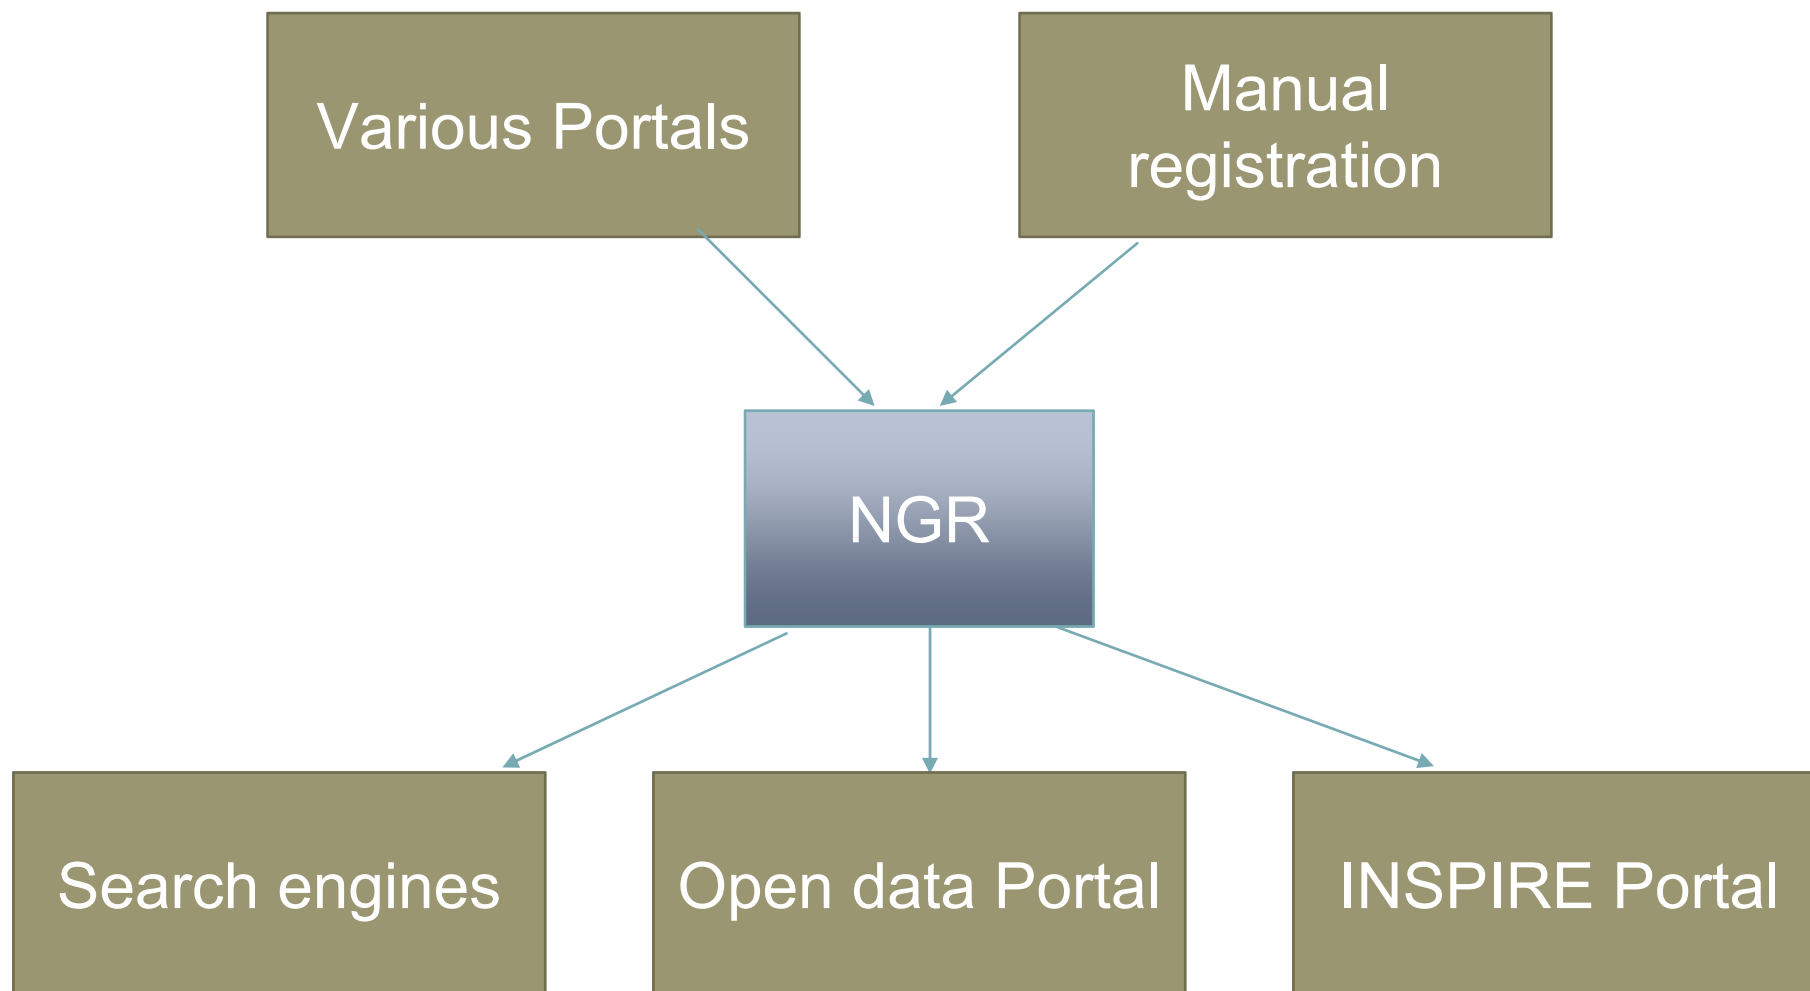 Various Portals
Manual
registration
NGR
Search engines
Open data Portal
INSPIRE Portal